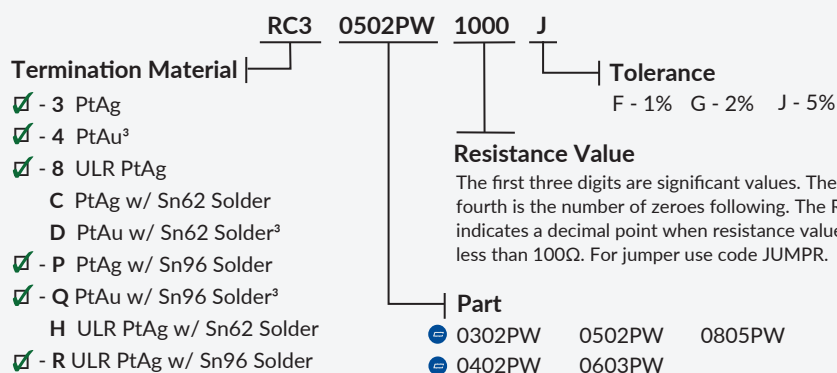 RC3 0502PW 1000 J
Termination Material
- 3 PtAg
- 4 PtAu³
- 8 ULR PtAg
C PtAg w/ Sn62 Solder
D PtAu w/ Sn62 Solder³
- P PtAg w/ Sn96 Solder
- Q PtAu w/ Sn96 Solder³
H ULR PtAg w/ Sn62 Solder
- R ULR PtAg w/ Sn96 Solder
Tolerance
F - 1% G - 2% J - 5%
Resistance Value
The first three digits are significant values. The
fourth is the number of zeroes following. The R
indicates a decimal point when resistance value
less than 100Ω. For jumper use code JUMPR.
Part
0302PW 0502PW 0805PW
0402PW 0603PW